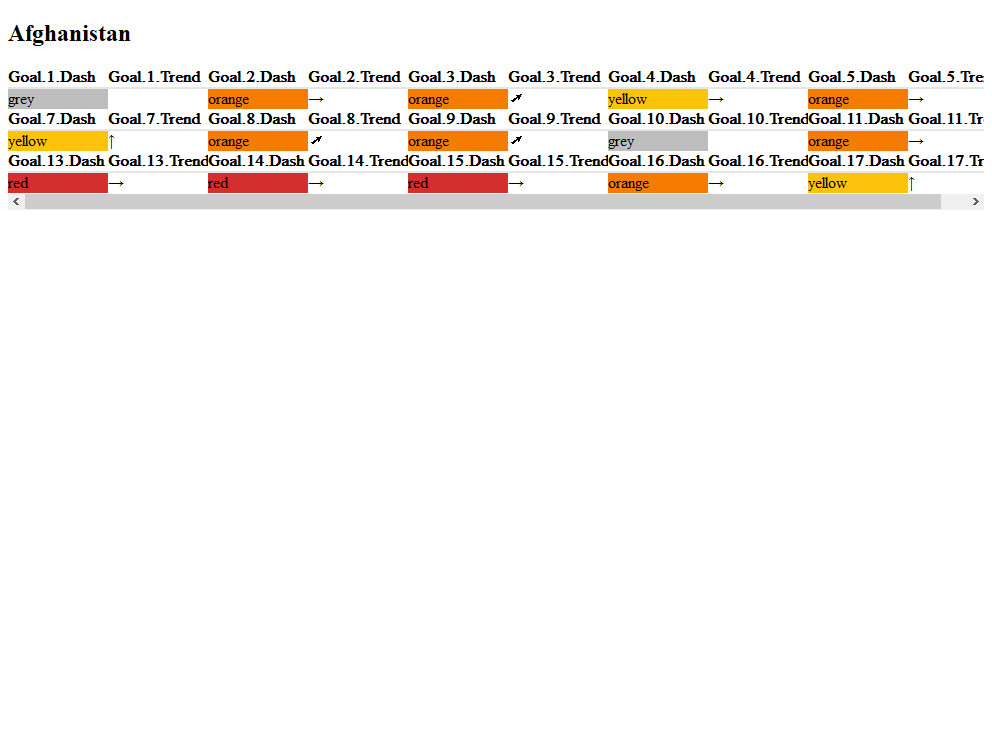 Afghanistan
Goal.1.Dash Goal.1.Trend Goal.2.Dash Goal.2.Trend Goal.3.Dash Goal.3.Trend Goal.4.Dash Goal.4.Trend Goal.5.Dash Goal.5.Tre
grey orange → orange ↗ yellow → orange →
Goal.7.Dash Goal.7.Trend Goal.8.Dash Goal.8.Trend Goal.9.Dash Goal.9.Trend Goal.10.Dash Goal.10.Trend Goal.11.Dash Goal.11.Tr
yellow ↑ orange ↗ orange ↗ grey orange →
Goal.13.Dash Goal.13.Trend Goal.14.Dash Goal.14.Trend Goal.15.Dash Goal.15.Trend Goal.16.Dash Goal.16.Trend Goal.17.Dash Goal.17.Tr
red → red → red → orange → yellow ↑